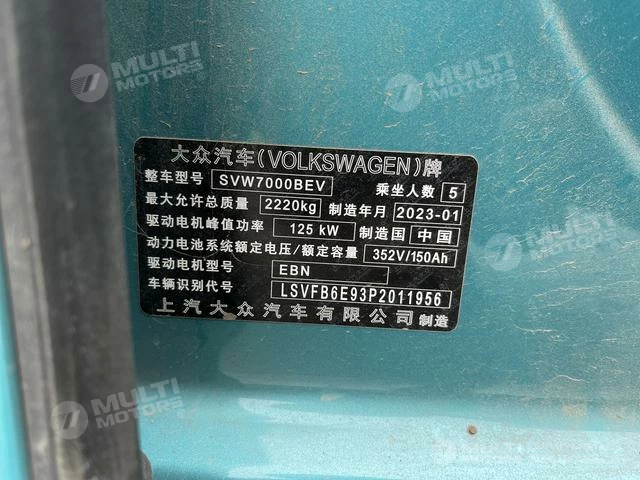 MULTI MOTORS
MULTI MOTORS
大众汽车(VOLKSWAGEN)牌
整车型号 SVW7000BEV 乘坐人数 5
最大允许总质量 2220kg 制造年月 2023-01
驱动电机峰值功率 125 kW 制造国 中国
动力电池系统额定电压/额定容量 352V/150Ah
驱动电机型号 EBN
车辆识别代号 LSVFB6E93P2011956
上汽大众汽车有限公司 制造
MULTI MOTORS
MULTI MOTORS
MULTI MOTORS